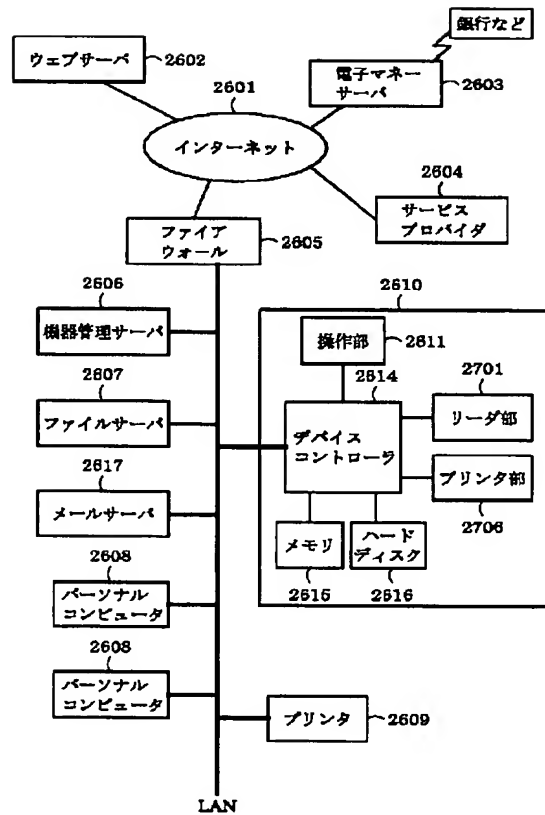 銀行など
ウェブサーバ
2602
電子マネー
サーバ
2603
2601
インターネット
2604
サービス
プロバイダ
ファイア
ウォール
2605
2606
機器管理サーバ
2610
操作部
2611
2614
2701
リーダ部
2607
ファイルサーバ
デバイス
コントローラ
プリンタ部
2706
2617
メールサーバ
メモリ
ハード
ディスク
2615
2616
2608
パーソナル
コンピュータ
2608
パーソナル
コンピュータ
プリンタ
2609
LAN